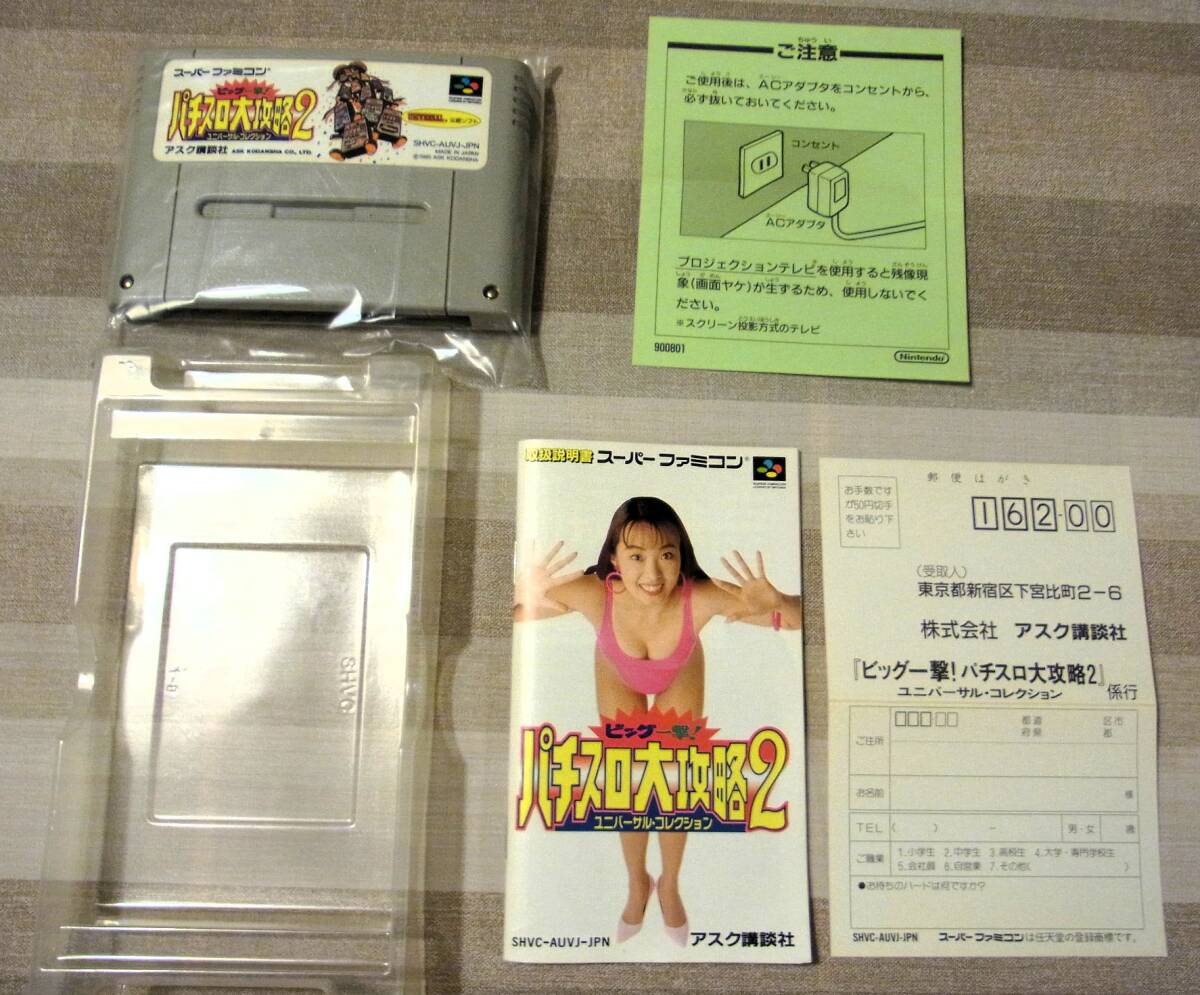 スーパーファミコン
ビッグ一撃!
パチスロ大攻略2
ユニバーサル・コレクション
UNIVERSAL 公認ソフト
アスク講談社 ASK KODANSHA CO., LTD.
SHVC-AUVJ-JPN
MADE IN JAPAN
©1995 ASK KODANSHA
ちゅうい
ご注意
ご使用後は、ACアダプタをコンセントから、
必ず抜いておいてください。
コンセント
ACアダプタ
プロジェクションテレビを使用すると残像現
象(画面ヤケ)が生ずるため、使用しないでく
ださい。
※スクリーン投影方式のテレビ
900801
Nintendo
SHVC
取扱説明書 スーパーファミコン
ビッグ一撃!
パチスロ大攻略2
ユニバーサル・コレクション
SHVC-AUVJ-JPN
アスク講談社
郵便はがき
お手数です
が50円切手
をお貼り下
さい
162-00
(受取人)
東京都新宿区下宮比町2-6
株式会社 アスク講談社
『ビッグ一撃!パチスロ大攻略2』
ユニバーサル・コレクション
係行
ご住所
都道
府県
区市
郡
お名前
様
TEL ( ) −
男・女
歳
ご職業
1.小学生 2.中学生 3.高校生 4.大学・専門学校生
5.会社員 6.自営業 7.その他( )
●お持ちのハードは何ですか?
SHVC-AUVJ-JPN スーパーファミコンは任天堂の登録商標です。